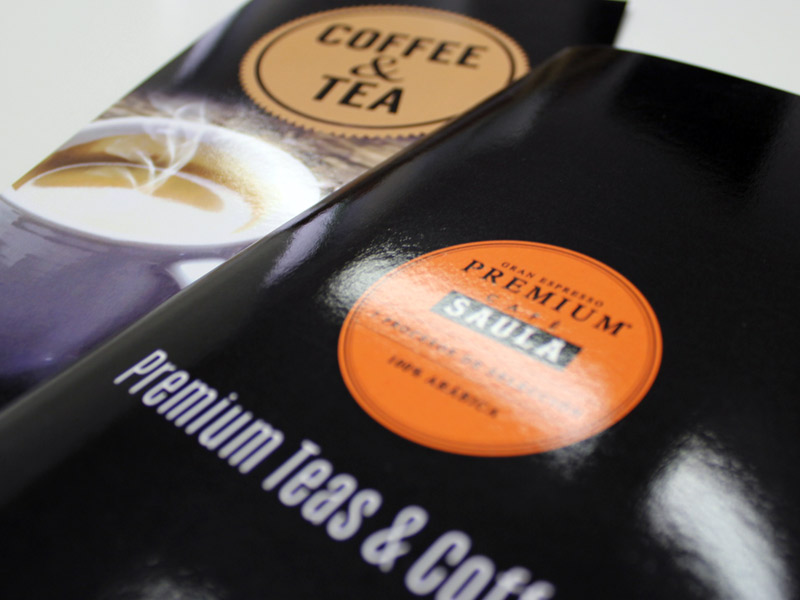 COFFEE
&
TEA
GRAN ESPRESSO
PREMIUM
CAFÉ
SAULA
100% ARABICA
Premium Teas & Coff